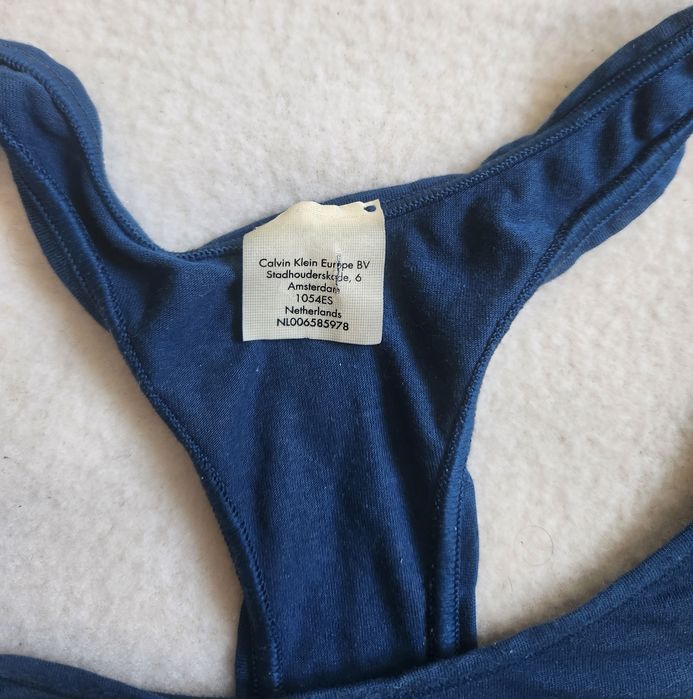 Calvin Klein Europe BV
Stadhouderskade, 6
Amsterdam
1054ES
Netherlands
NL006585978